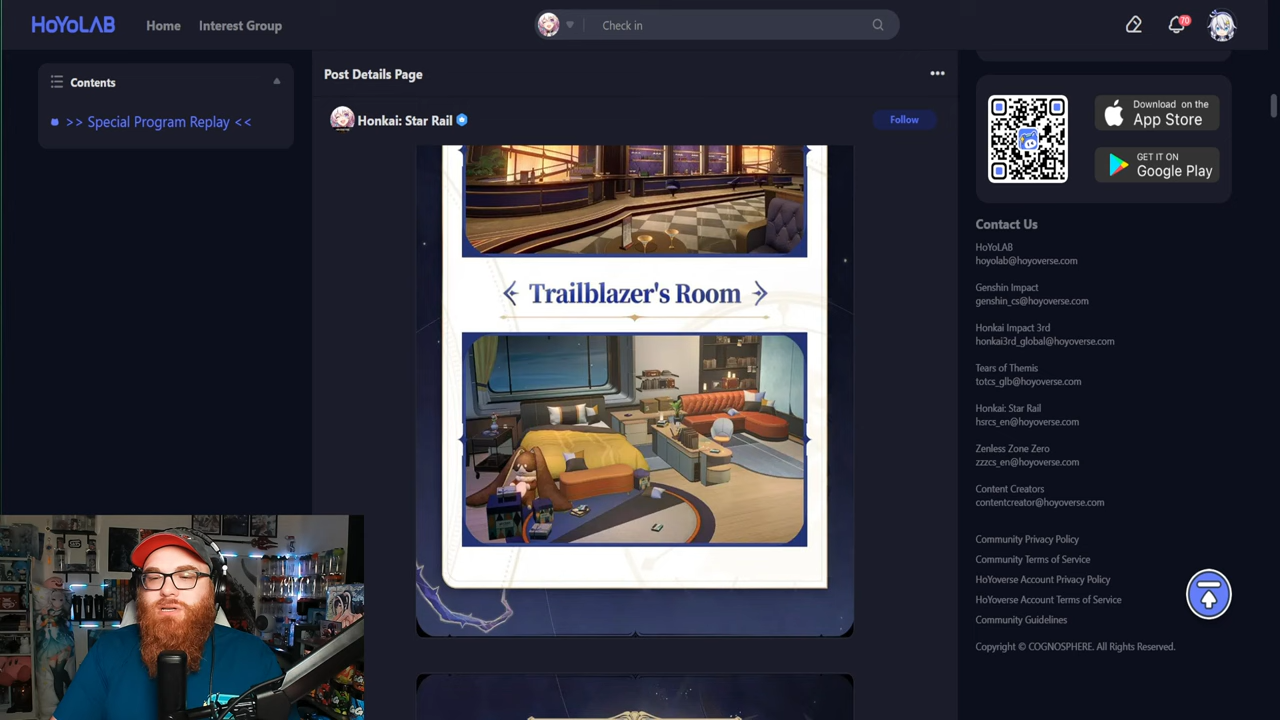 HoYoLAB
Home
Interest Group
Check in
70
Contents
>> Special Program Replay <<
Post Details Page
Honkai: Star Rail
Follow
Trailblazer's Room
Download on the
App Store
GET IT ON
Google Play
Contact Us
HoYoLAB
hoyolab@hoyoverse.com
Genshin Impact
genshin_cs@hoyoverse.com
Honkai Impact 3rd
honkai3rd_global@hoyoverse.com
Tears of Themis
totcs_glb@hoyoverse.com
Honkai: Star Rail
hsrcs_en@hoyoverse.com
Zenless Zone Zero
zzzcs_en@hoyoverse.com
Content Creators
contentcreator@hoyoverse.com
Community Privacy Policy
Community Terms of Service
HoYoverse Account Privacy Policy
HoYoverse Account Terms of Service
Community Guidelines
Copyright © COGNOSPHERE. All Rights Reserved.